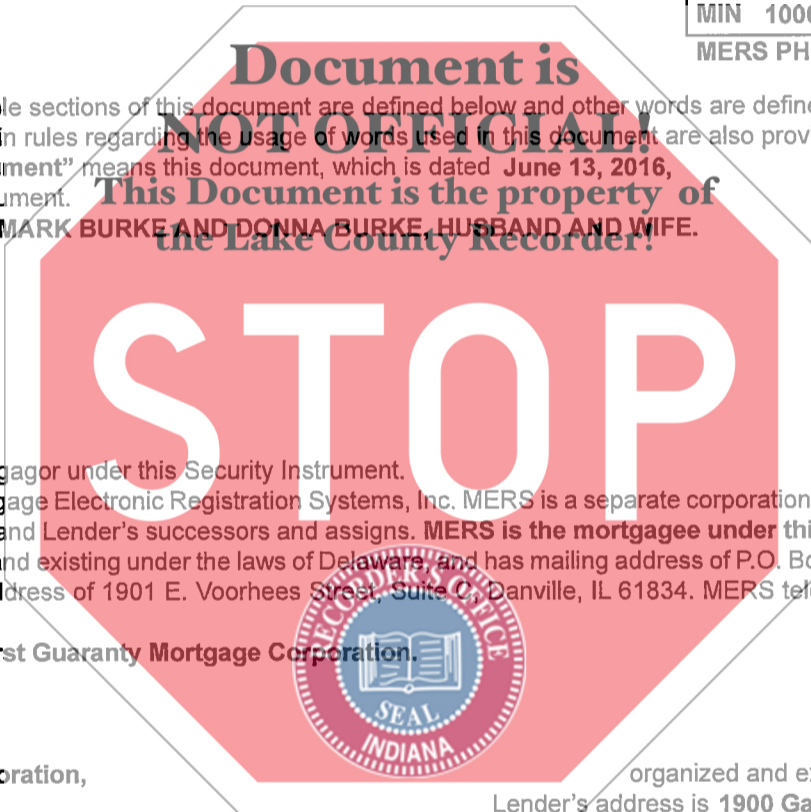 MIN 1000
MERS PH
Document is
le sections of this document are defined below and other words are define
NOT OFFICIAL!
in rules regarding the usage of words used in this document are also prov
ment” means this document, which is dated June 13, 2016,
This Document is the property of
ument.
MARK BURKE AND DONNA BURKE, HUSBAND AND WIFE.
the Lake County Recorder!
STOP
gagor under this Security Instrument.
gage Electronic Registration Systems, Inc. MERS is a separate corporation
and Lender's successors and assigns. MERS is the mortgagee under thi
nd existing under the laws of Delaware, and has mailing address of P.O. Bo
dress of 1901 E. Voorhees Street, Suite C, Danville, IL 61834. MERS tele
RECORDER'S OFFICE
rst Guaranty Mortgage Corporation.
SEAL
INDIANA
oration,
organized and ex
Lender's address is 1900 Ga